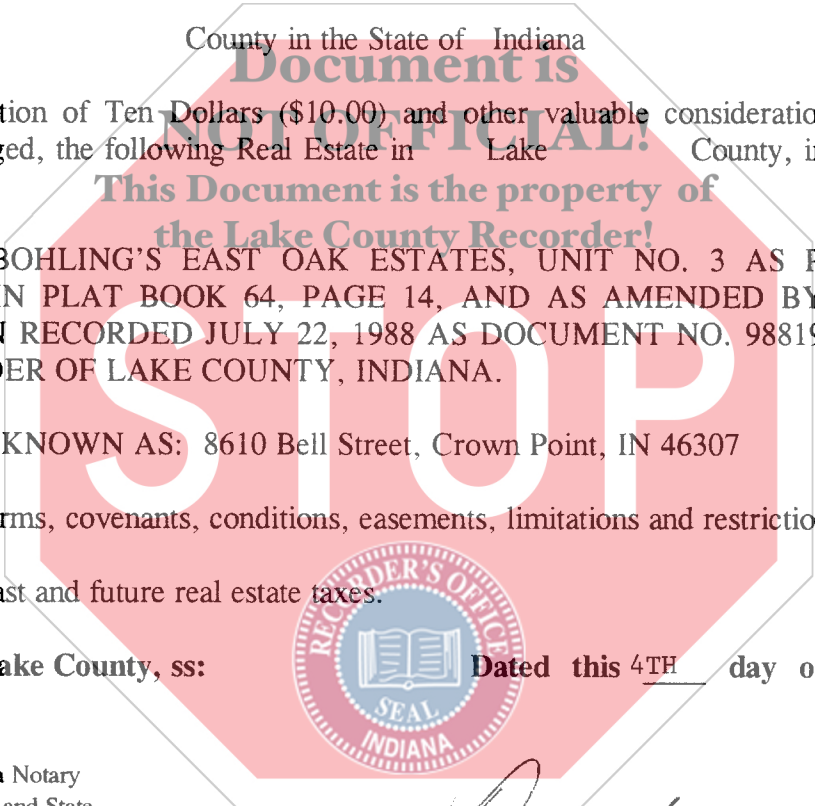 County in the State of Indiana
Document is
tion of Ten Dollars ($10.00) and other valuable consideratio
NOT OFFICIAL!
ged, the following Real Estate in Lake County, i
This Document is the property of
the Lake County Recorder!
BOHLING'S EAST OAK ESTATES, UNIT NO. 3 AS P
IN PLAT BOOK 64, PAGE 14, AND AS AMENDED BY
N RECORDED JULY 22, 1988 AS DOCUMENT NO. 98819
DER OF LAKE COUNTY, INDIANA.
STOP
KNOWN AS: 8610 Bell Street, Crown Point, IN 46307
rms, covenants, conditions, easements, limitations and restrictio
ast and future real estate taxes.
RECORDER'S OFFICE
SEAL
INDIANA
ake County, ss: Dated this 4TH day o
a Notary
and State